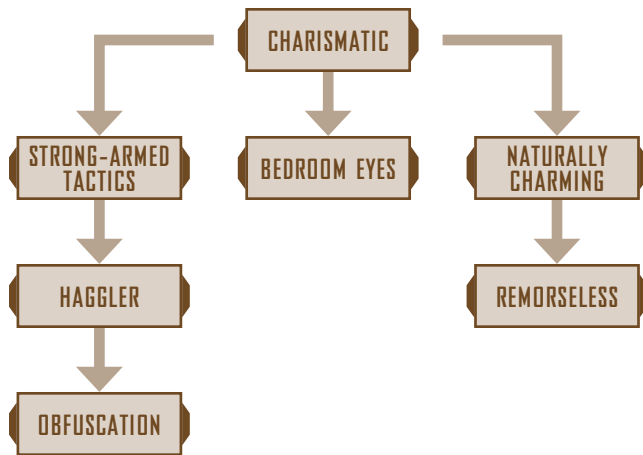 CHARISMATIC
STRONG-ARMED
TACTICS
BEDROOM EYES
NATURALLY
CHARMING
HAGGLER
REMORSELESS
OBFUSCATION